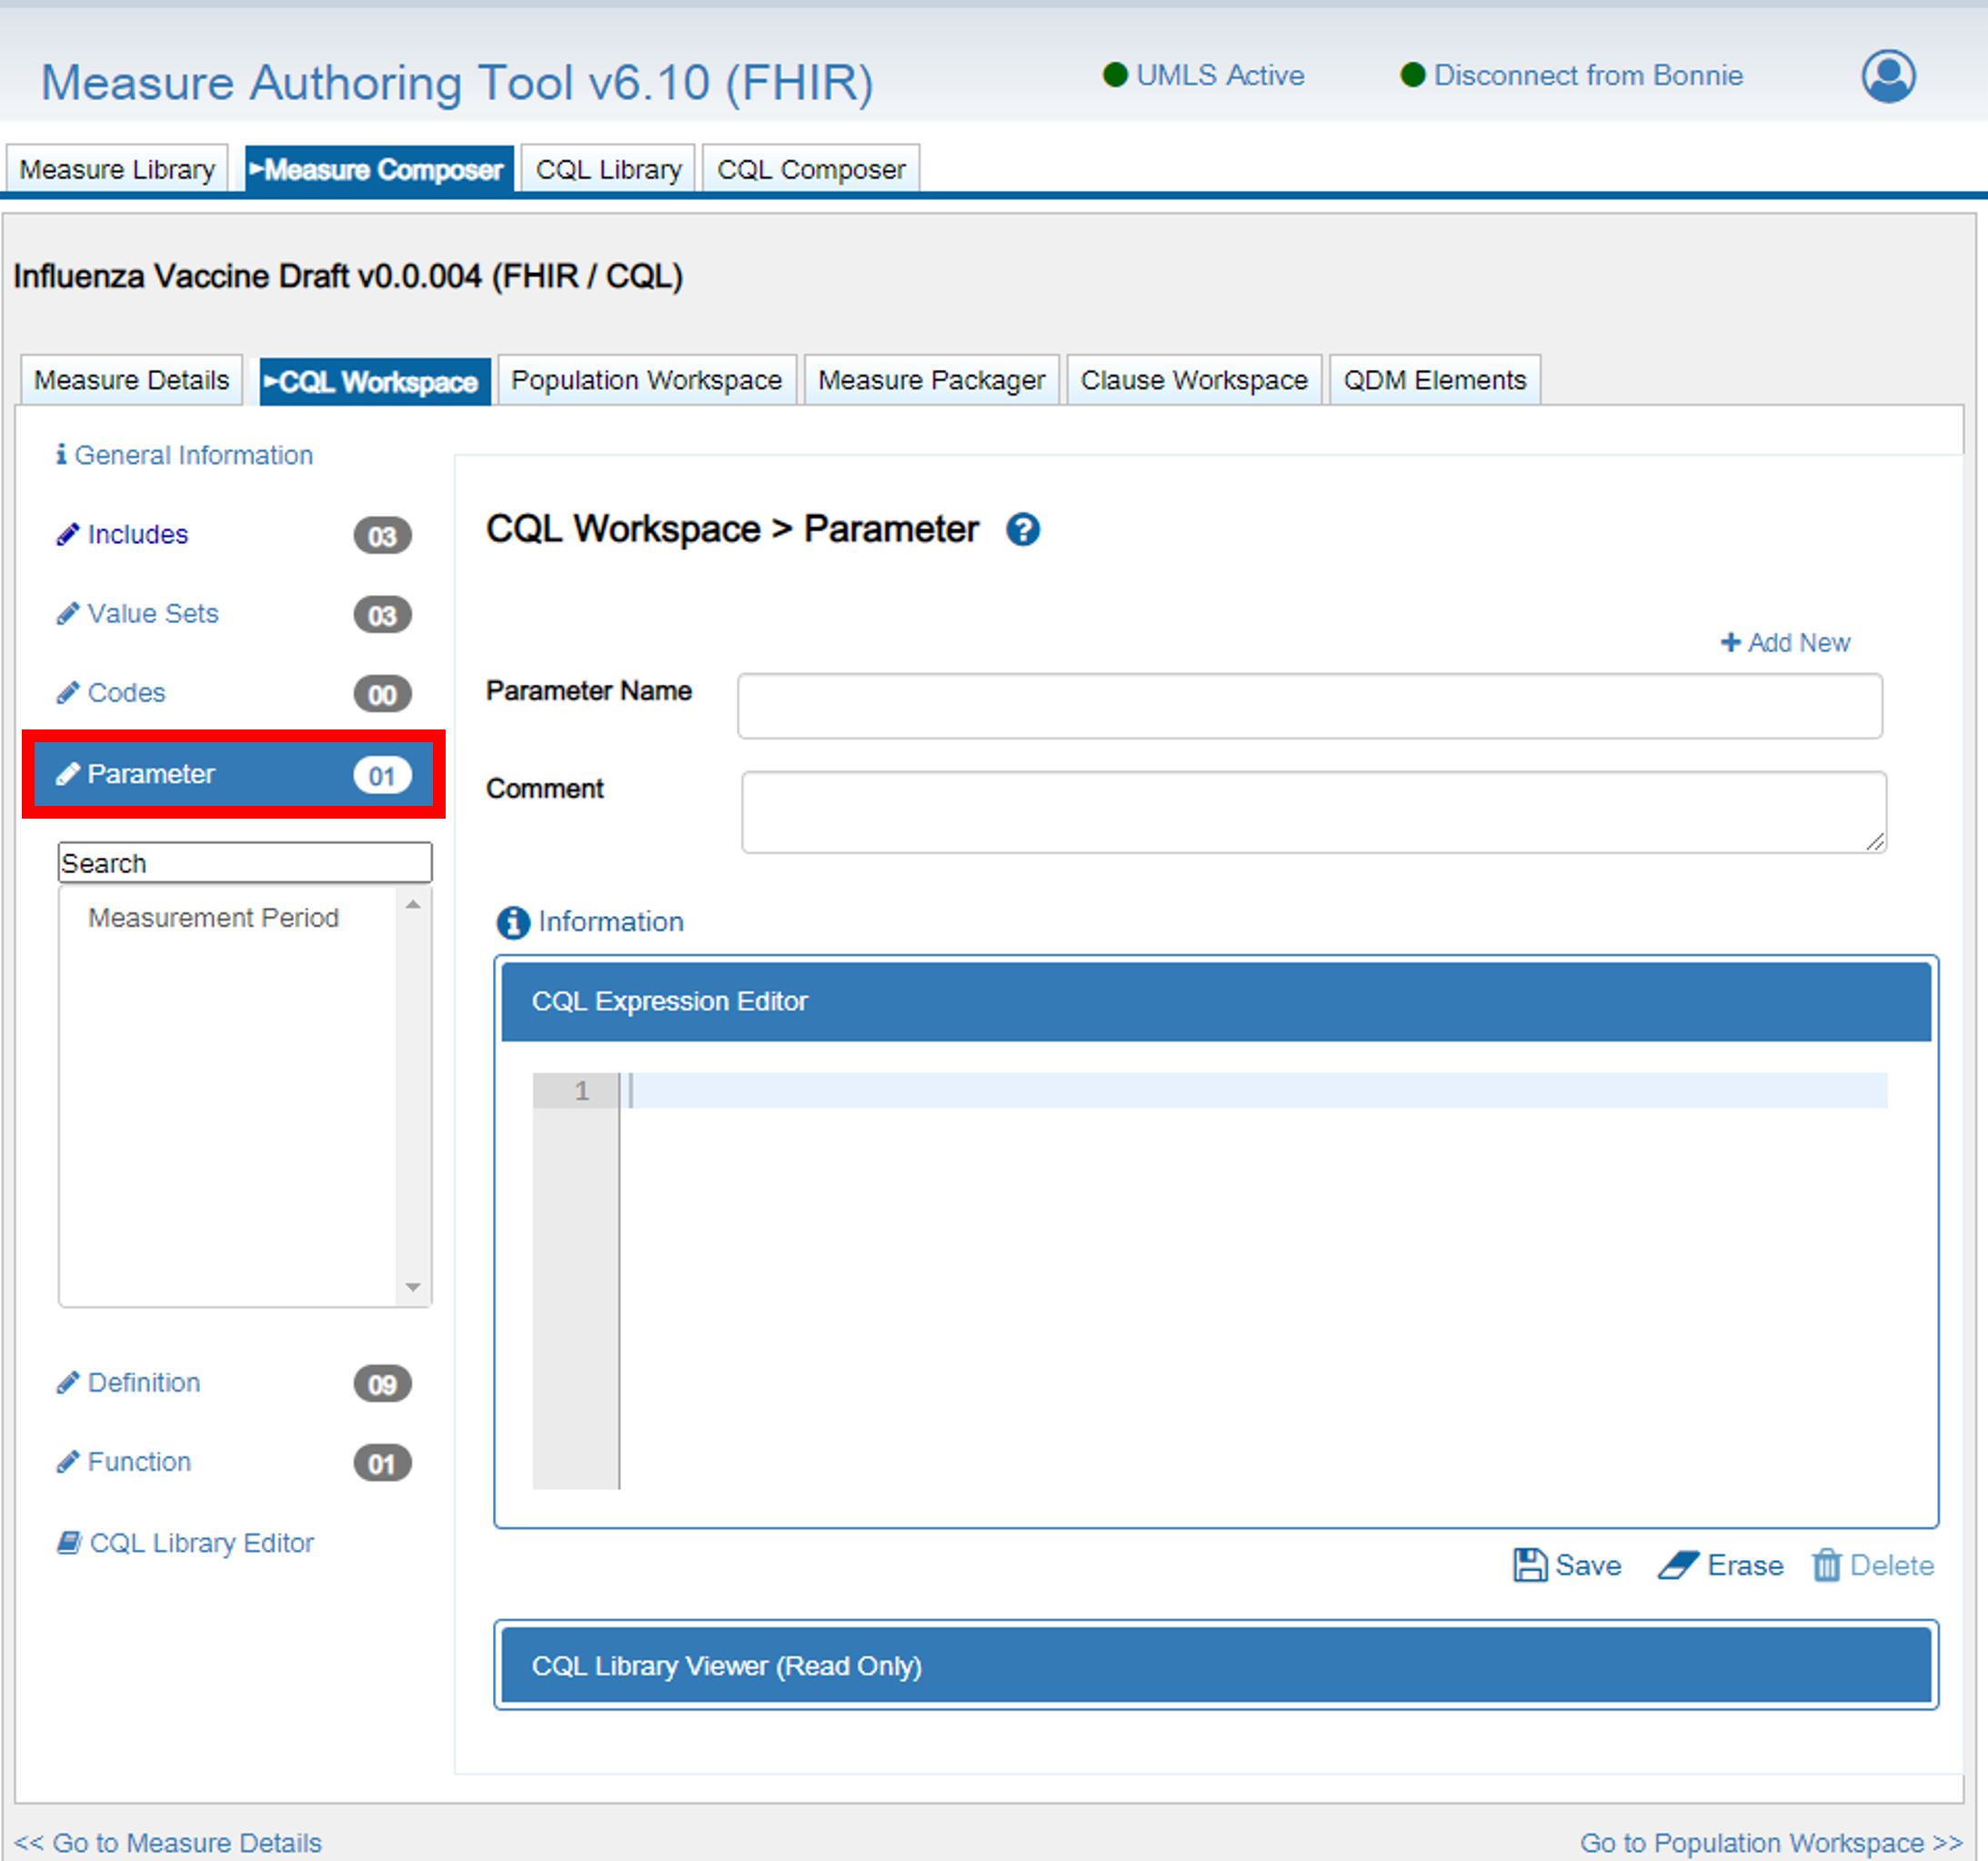 Measure Authoring Tool v6.10 (FHIR)
UMLS Active
Disconnect from Bonnie
Measure Library
►Measure Composer
CQL Library
CQL Composer
Influenza Vaccine Draft v0.0.004 (FHIR / CQL)
Measure Details
►CQL Workspace
Population Workspace
Measure Packager
Clause Workspace
QDM Elements
General Information
Includes 03
Value Sets 03
Codes 00
Parameter 01
Search
Measurement Period
Definition 09
Function 01
CQL Library Editor
CQL Workspace > Parameter
+ Add New
Parameter Name
Comment
Information
CQL Expression Editor
1
Save
Erase
Delete
CQL Library Viewer (Read Only)
<< Go to Measure Details
Go to Population Workspace >>